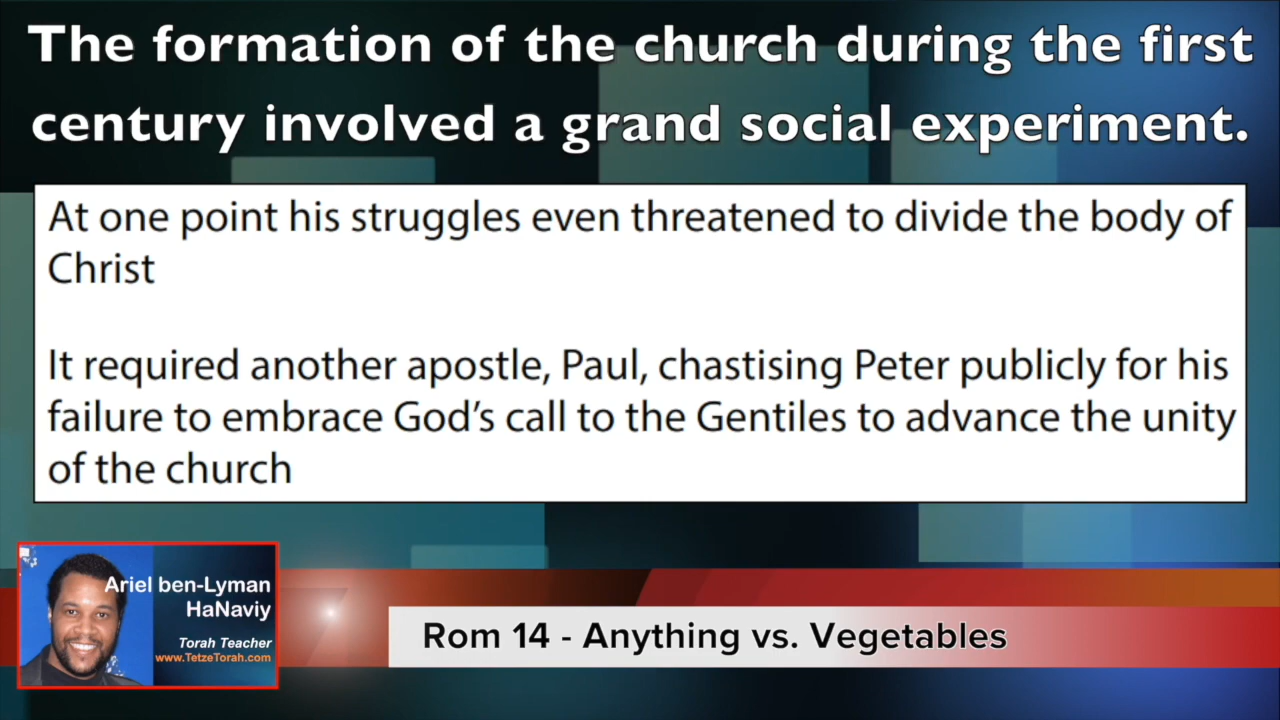 The formation of the church during the first
century involved a grand social experiment.
At one point his struggles even threatened to divide the body of
Christ
It required another apostle, Paul, chastising Peter publicly for his
failure to embrace God's call to the Gentiles to advance the unity
of the church
Ariel ben-Lyman
HaNaviy
Torah Teacher
www.TetzeTorah.com
Rom 14 - Anything vs. Vegetables